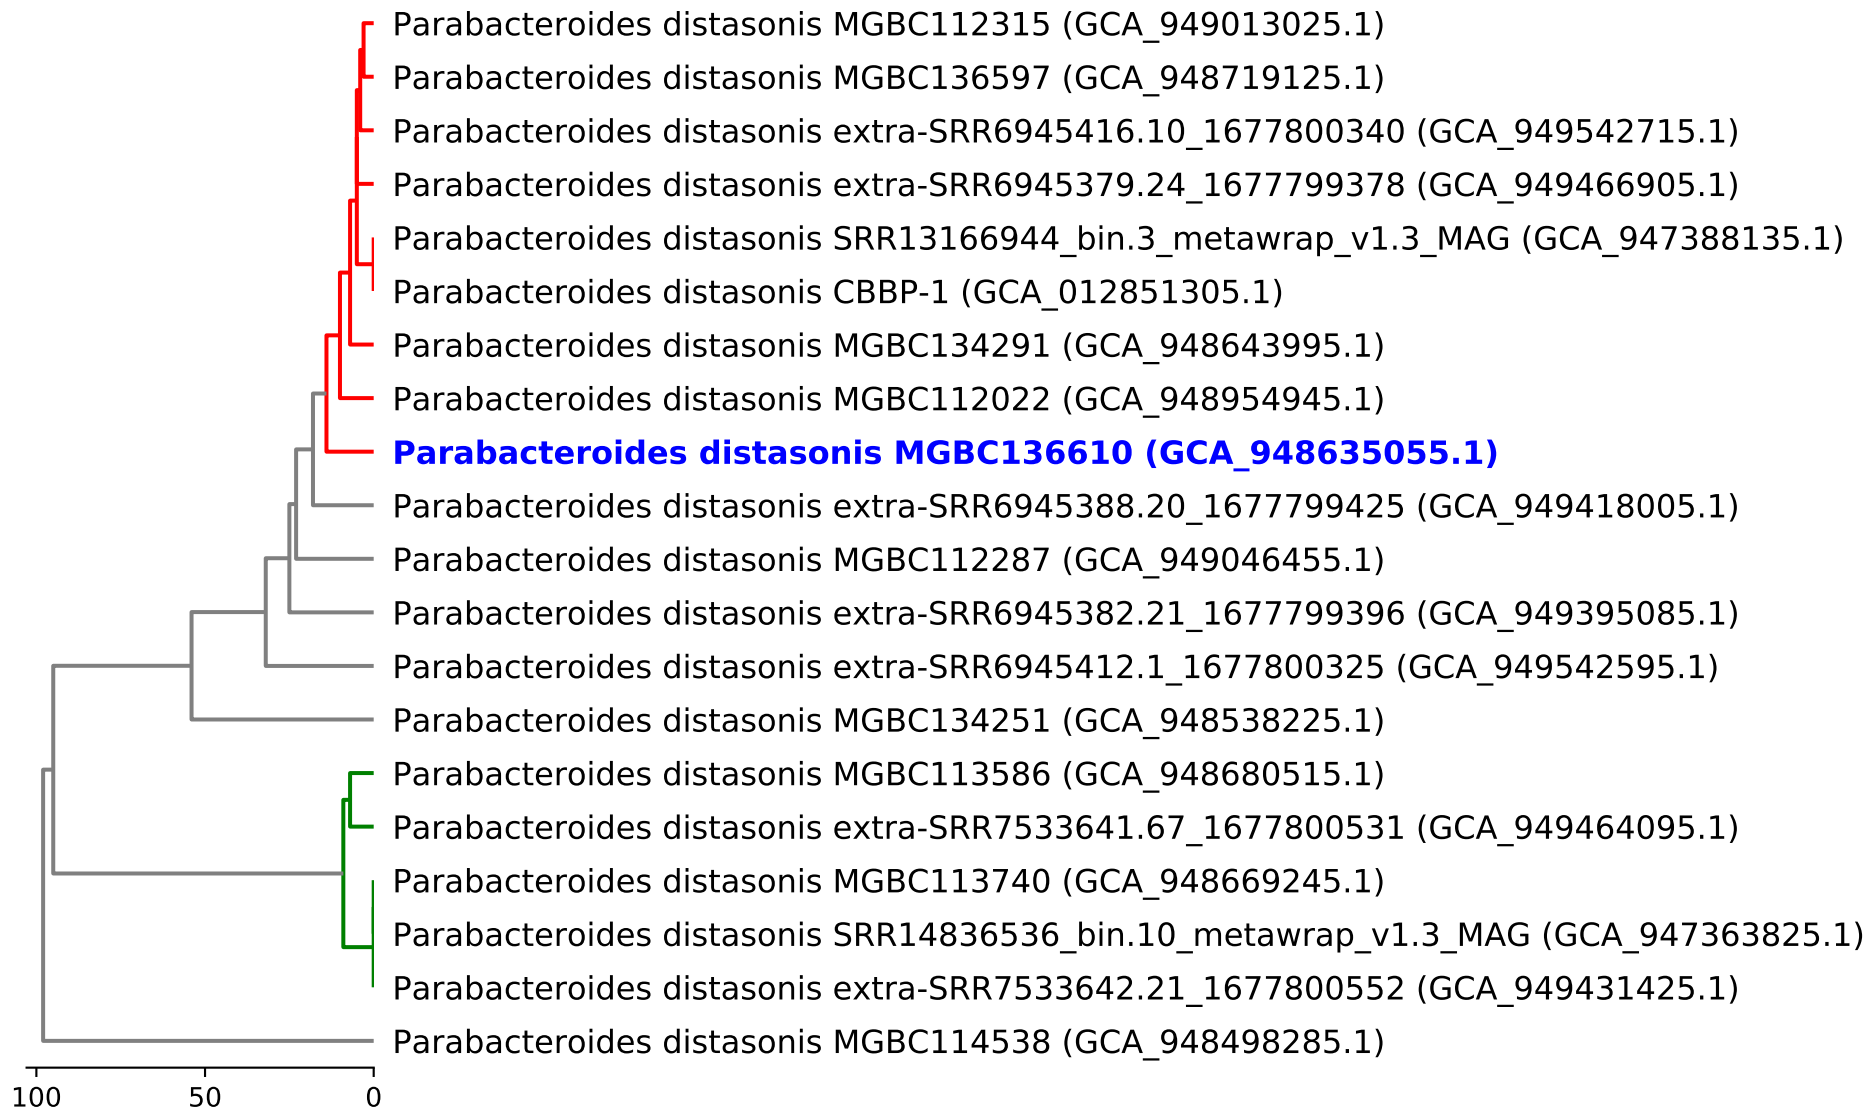 Parabacteroides distasonis MGBC112315 (GCA_949013025.1)
Parabacteroides distasonis MGBC136597 (GCA_948719125.1)
Parabacteroides distasonis extra-SRR6945416.10_1677800340 (GCA_949542715.1)
Parabacteroides distasonis extra-SRR6945379.24_1677799378 (GCA_949466905.1)
Parabacteroides distasonis SRR13166944_bin.3_metawrap_v1.3_MAG (GCA_947388135.1)
Parabacteroides distasonis CBBP-1 (GCA_012851305.1)
Parabacteroides distasonis MGBC134291 (GCA_948643995.1)
Parabacteroides distasonis MGBC112022 (GCA_948954945.1)
Parabacteroides distasonis MGBC136610 (GCA_948635055.1)
Parabacteroides distasonis extra-SRR6945388.20_1677799425 (GCA_949418005.1)
Parabacteroides distasonis MGBC112287 (GCA_949046455.1)
Parabacteroides distasonis extra-SRR6945382.21_1677799396 (GCA_949395085.1)
Parabacteroides distasonis extra-SRR6945412.1_1677800325 (GCA_949542595.1)
Parabacteroides distasonis MGBC134251 (GCA_948538225.1)
Parabacteroides distasonis MGBC113586 (GCA_948680515.1)
Parabacteroides distasonis extra-SRR7533641.67_1677800531 (GCA_949464095.1)
Parabacteroides distasonis MGBC113740 (GCA_948669245.1)
Parabacteroides distasonis SRR14836536_bin.10_metawrap_v1.3_MAG (GCA_947363825.1)
Parabacteroides distasonis extra-SRR7533642.21_1677800552 (GCA_949431425.1)
Parabacteroides distasonis MGBC114538 (GCA_948498285.1)
100 50 0